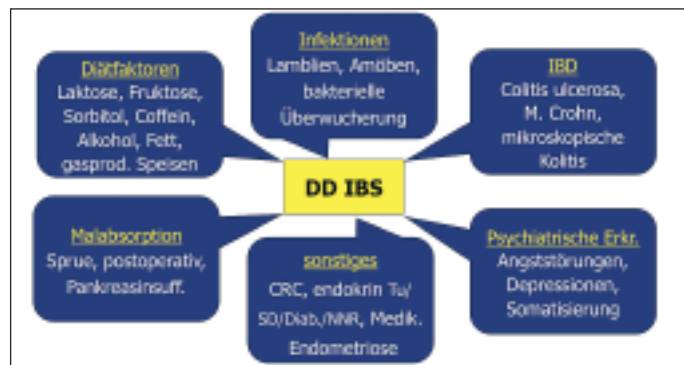 Diätfaktoren
Laktose, Fruktose,
Sorbitol, Coffein,
Alkohol, Fett,
gasprod. Speisen
Infektionen
Lamblien, Amöben,
bakterielle
Überwucherung
IBD
Colitis ulcerosa,
M. Crohn,
mikroskopische
Kolitis
DD IBS
Malabsorption
Sprue, postoperativ,
Pankreasinsuff.
sonstiges
CRC, endokrin Tu/
SD/Diab./NNR, Medik.
Endometriose
Psychiatrische Erkr.
Angststörungen,
Depressionen,
Somatisierung